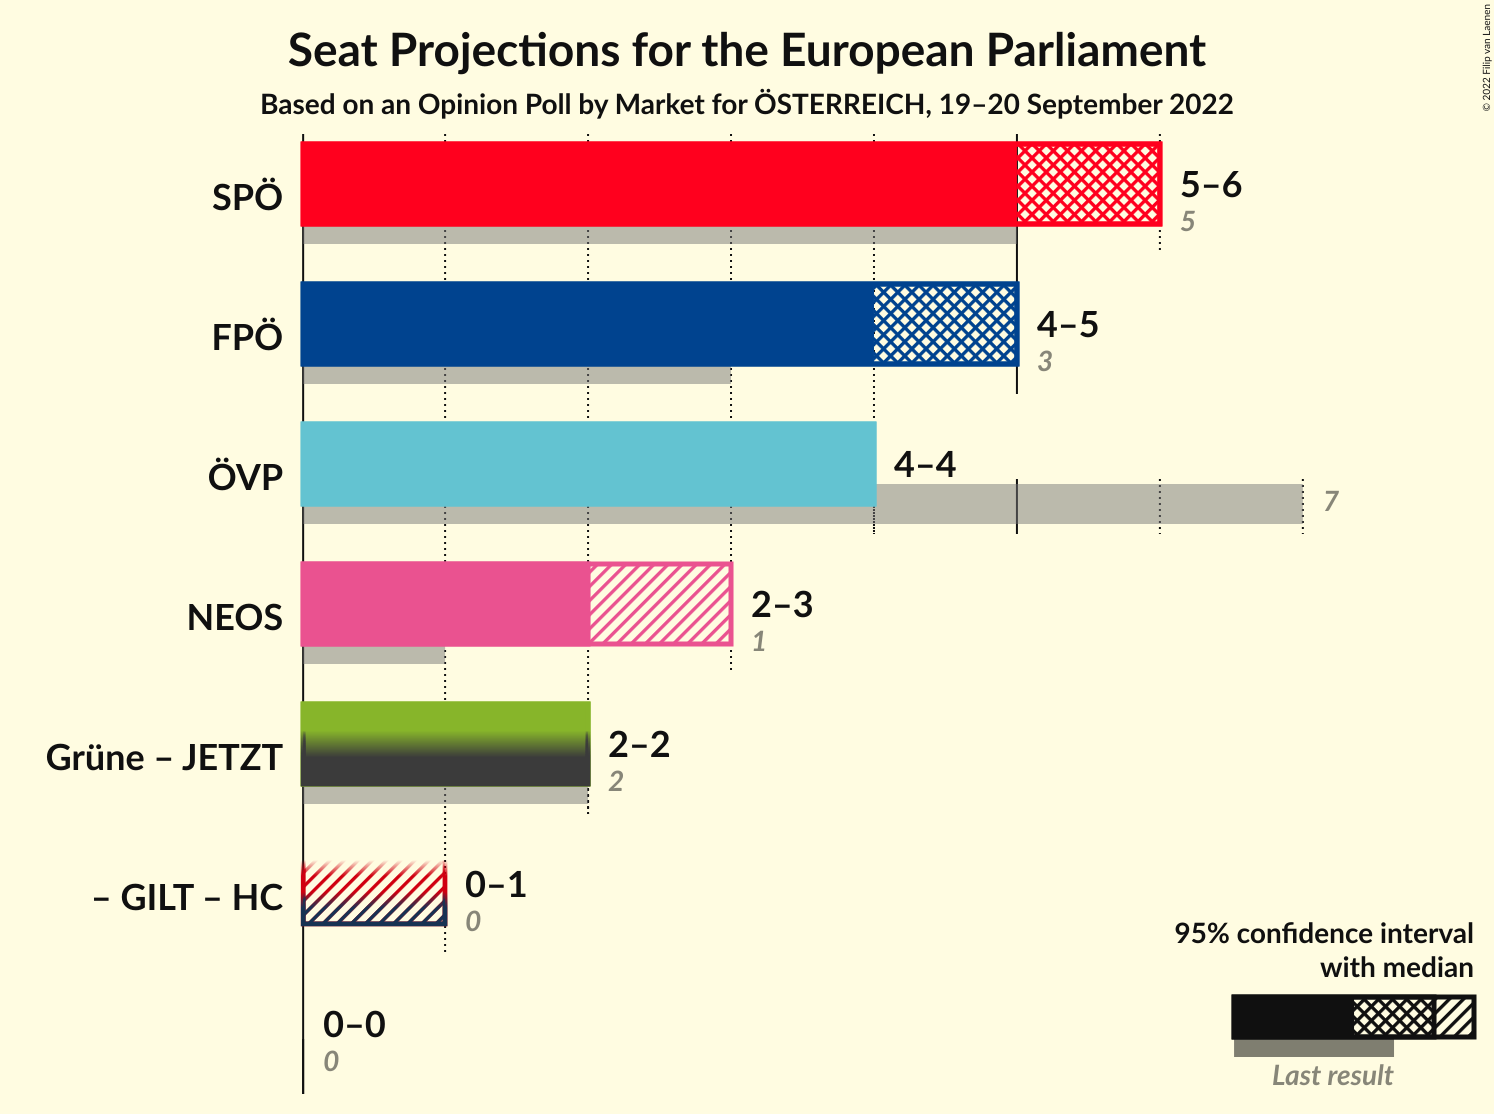 Seat Projections for the European Parliament
Based on an Opinion Poll by Market for ÖSTERREICH, 19–20 September 2022
© 2022 Filip van Laenen
SPÖ
5–6
5
FPÖ
4–5
3
ÖVP
4–4
7
NEOS
2–3
1
Grüne – JETZT
2–2
2
– GILT – HC
0–1
0
0–0
0
95% confidence interval
with median
Last result